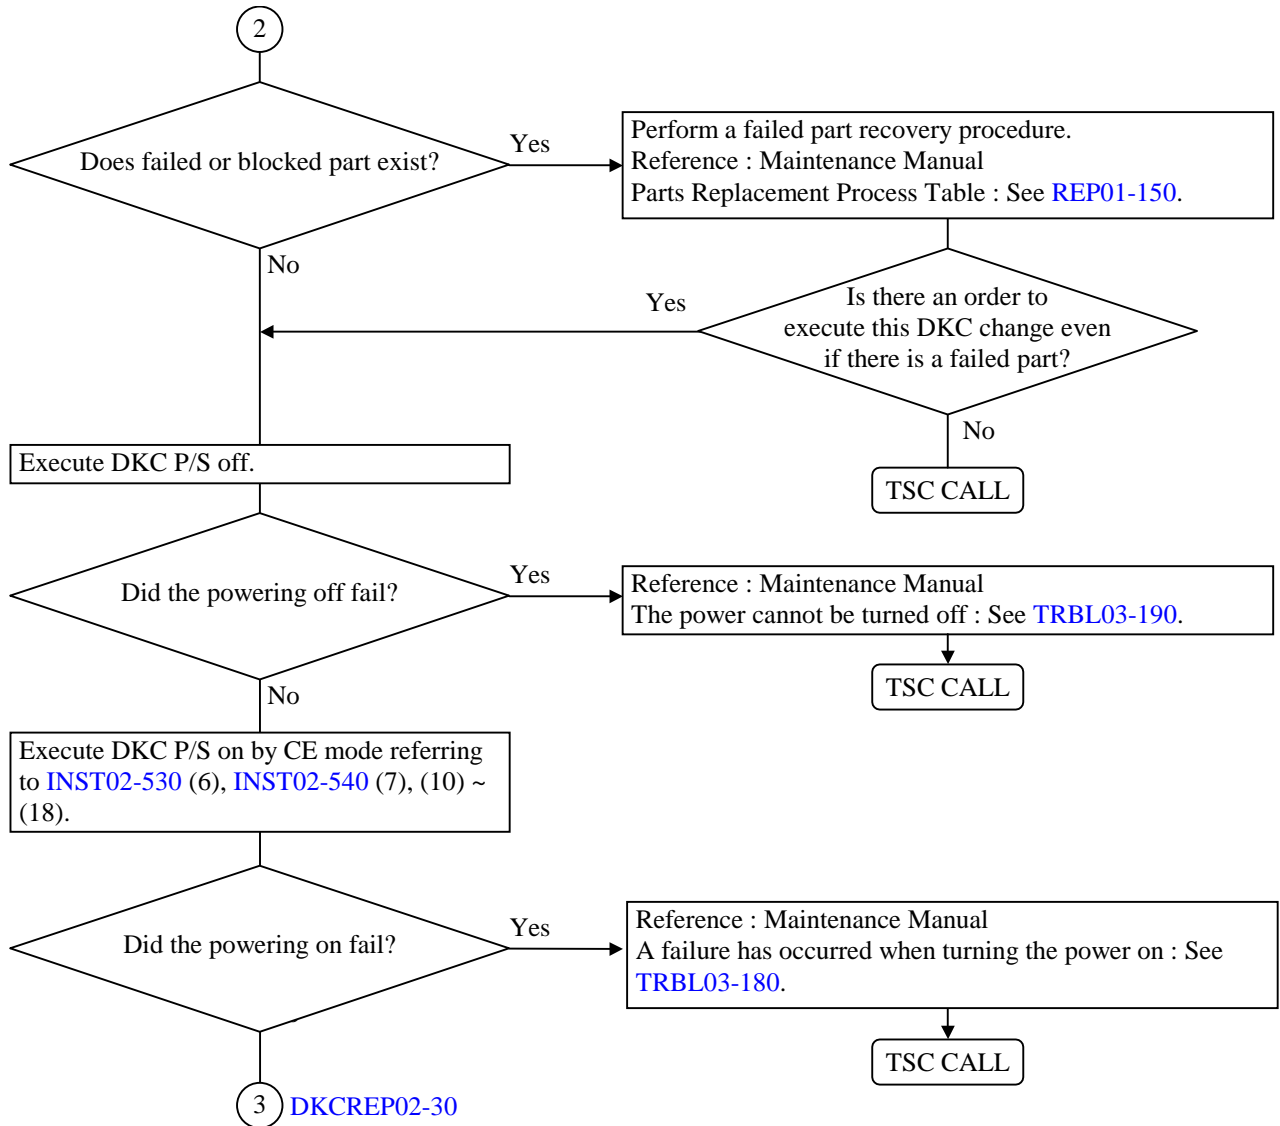 2
Does failed or blocked part exist?
Yes
Perform a failed part recovery procedure.
Reference : Maintenance Manual
Parts Replacement Process Table : See REP01-150.
No
Yes
Is there an order to
execute this DKC change even
if there is a failed part?
No
TSC CALL
Execute DKC P/S off.
Did the powering off fail?
Yes
Reference : Maintenance Manual
The power cannot be turned off : See TRBL03-190.
TSC CALL
No
Execute DKC P/S on by CE mode referring
to INST02-530 (6), INST02-540 (7), (10) ~
(18).
Did the powering on fail?
Yes
Reference : Maintenance Manual
A failure has occurred when turning the power on : See
TRBL03-180.
TSC CALL
3 DKCREP02-30